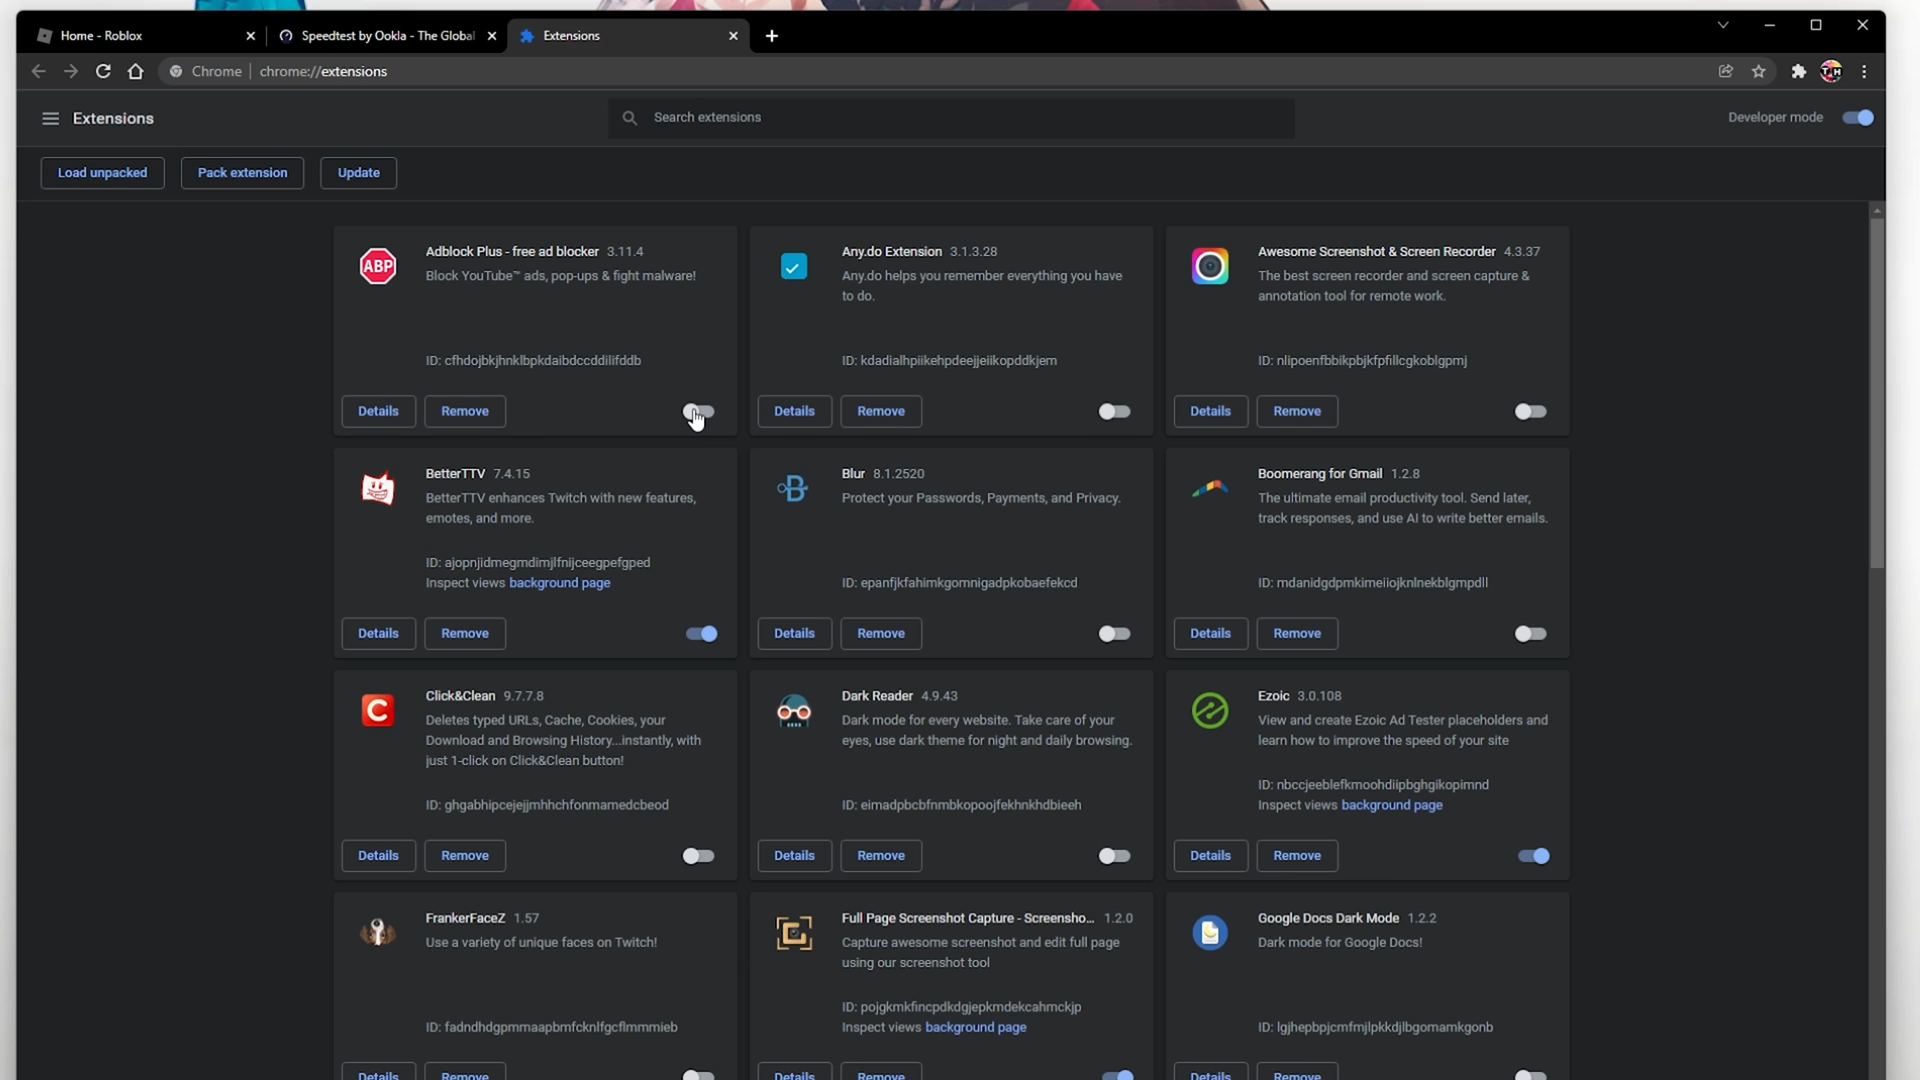 Home - Roblox
Speedtest by Ookla - The Global
Extensions
Chrome
chrome://extensions
TH
Extensions
Search extensions
Developer mode
Load unpacked
Pack extension
Update
ABP
Adblock Plus - free ad blocker 3.11.4
Block YouTube™ ads, pop-ups & fight malware!
ID: cfhdojbkjhnklbpkdaibdccddilifddb
Details
Remove
Any.do Extension 3.1.3.28
Any.do helps you remember everything you have
to do.
ID: kdadialhpiikehpdeejjeiikopddkjem
Details
Remove
Awesome Screenshot & Screen Recorder 4.3.37
The best screen recorder and screen capture &
annotation tool for remote work.
ID: nlipoenfbbikpbjkfpfillcgkoblgpmj
Details
Remove
BetterTTV 7.4.15
BetterTTV enhances Twitch with new features,
emotes, and more.
ID: ajopnjidmegmdimjlfnijceegpefgped
Inspect views background page
Details
Remove
Blur 8.1.2520
Protect your Passwords, Payments, and Privacy.
ID: epanfjkfahimkgomnigadpkobaefekcd
Details
Remove
Boomerang for Gmail 1.2.8
The ultimate email productivity tool. Send later,
track responses, and use AI to write better emails.
ID: mdanidgdpmkimeiiojknlnekblgmpdll
Details
Remove
Click&Clean 9.7.7.8
Deletes typed URLs, Cache, Cookies, your
Download and Browsing History...instantly, with
just 1-click on Click&Clean button!
ID: ghgabhipcejejjmhhchfonmamedcbeod
Details
Remove
Dark Reader 4.9.43
Dark mode for every website. Take care of your
eyes, use dark theme for night and daily browsing.
ID: eimadpbcbfnmbkopoojfekhnkhdbieeh
Details
Remove
Ezoic 3.0.108
View and create Ezoic Ad Tester placeholders and
learn how to improve the speed of your site
ID: nbccjeeblefkmoohdiipbghgikopimnd
Inspect views background page
Details
Remove
FrankerFaceZ 1.57
Use a variety of unique faces on Twitch!
ID: fadndhdgpmmaapbmfcknlfgcflmmmieb
Details
Remove
Full Page Screenshot Capture - Screensho... 1.2.0
Capture awesome screenshot and edit full page
using our screenshot tool
ID: pojgkmkfincpdkdgjepkmdekcahmckjp
Inspect views background page
Details
Remove
Google Docs Dark Mode 1.2.2
Dark mode for Google Docs!
ID: lgjhepbpjcmfmjlpkkdjlbgomamkgonb
Details
Remove